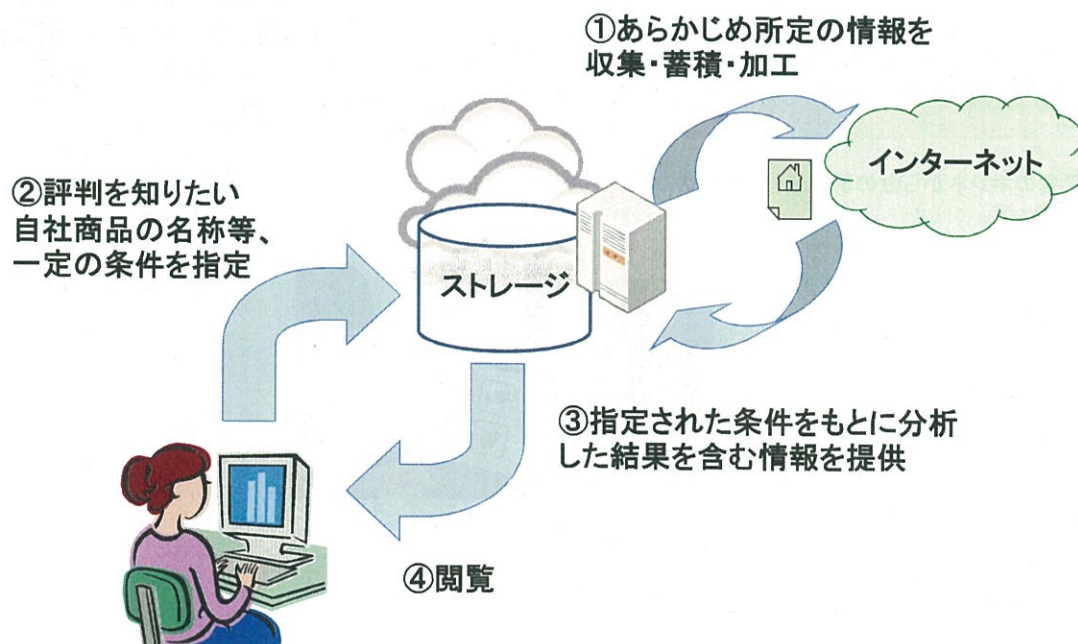 ①あらかじめ所定の情報を
収集・蓄積・加工
インターネット
②評判を知りたい
自社商品の名称等、
一定の条件を指定
ストレージ
③指定された条件をもとに分析
した結果を含む情報を提供
④閲覧